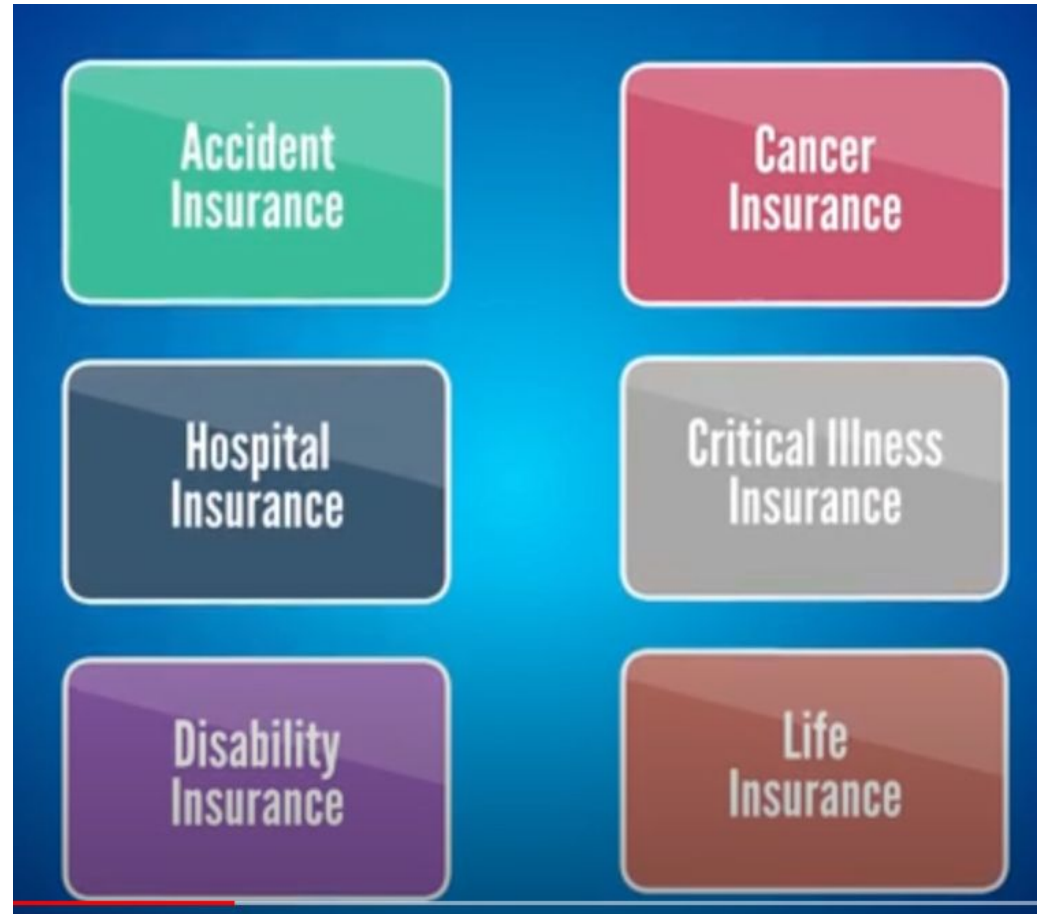 Accident
Insurance
Cancer
Insurance
Hospital
Insurance
Critical Illness
Insurance
Disability
Insurance
Life
Insurance